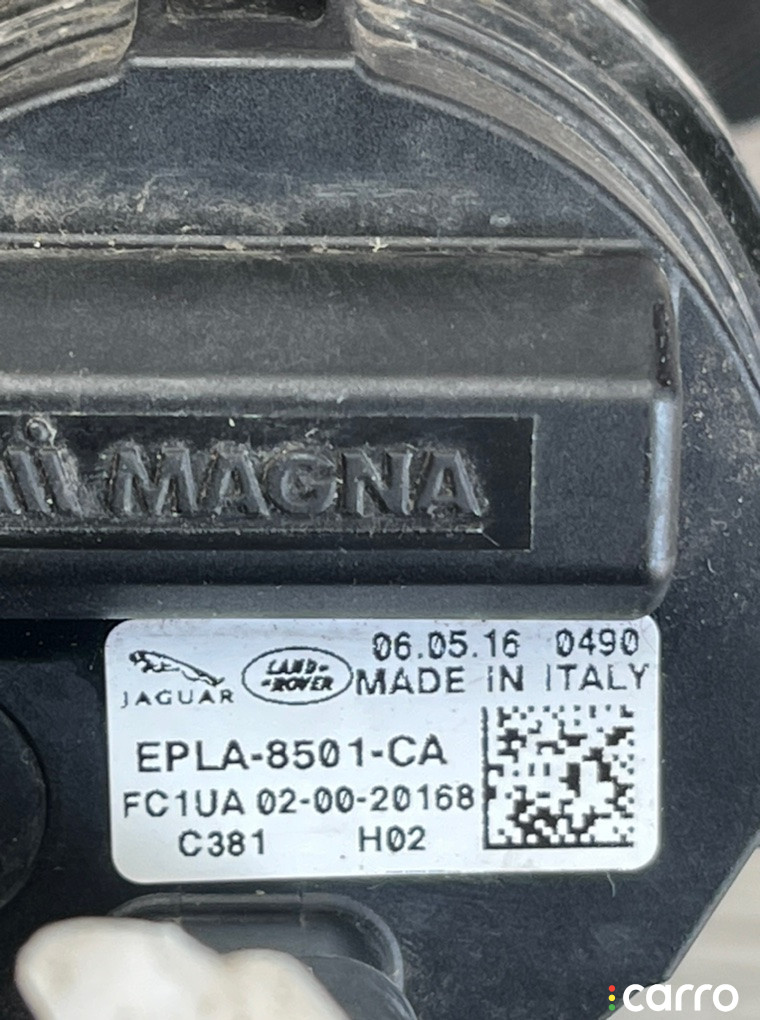 MAGNA
06.05.16 0490
JAGUAR
LAND-
ROVER
MADE IN ITALY
EPLA-8501-CA
FC1UA 02-00-20168
C381 H02
carro